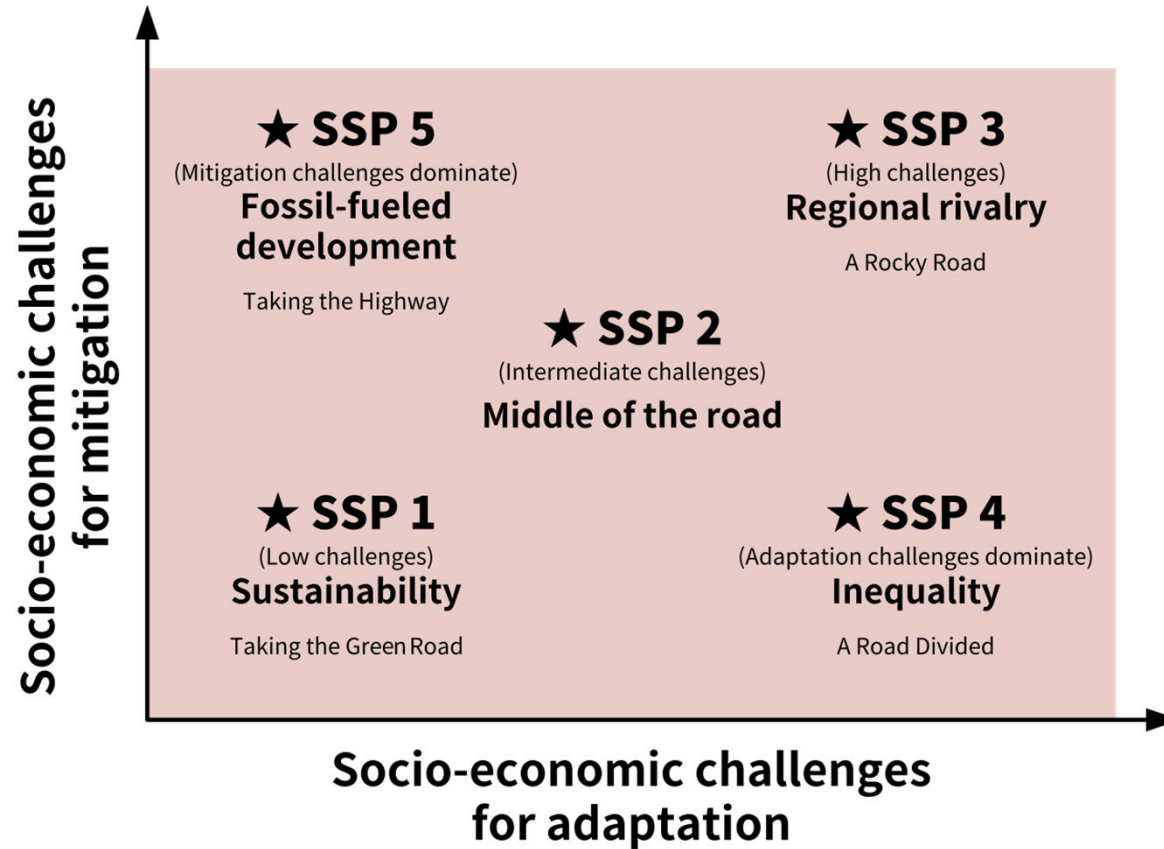 Socio-economic challenges
for mitigation
★ SSP 5
(Mitigation challenges dominate)
Fossil-fueled
development
Taking the Highway
★ SSP 3
(High challenges)
Regional rivalry
A Rocky Road
★ SSP 2
(Intermediate challenges)
Middle of the road
★ SSP 1
(Low challenges)
Sustainability
Taking the Green Road
★ SSP 4
(Adaptation challenges dominate)
Inequality
A Road Divided
Socio-economic challenges
for adaptation